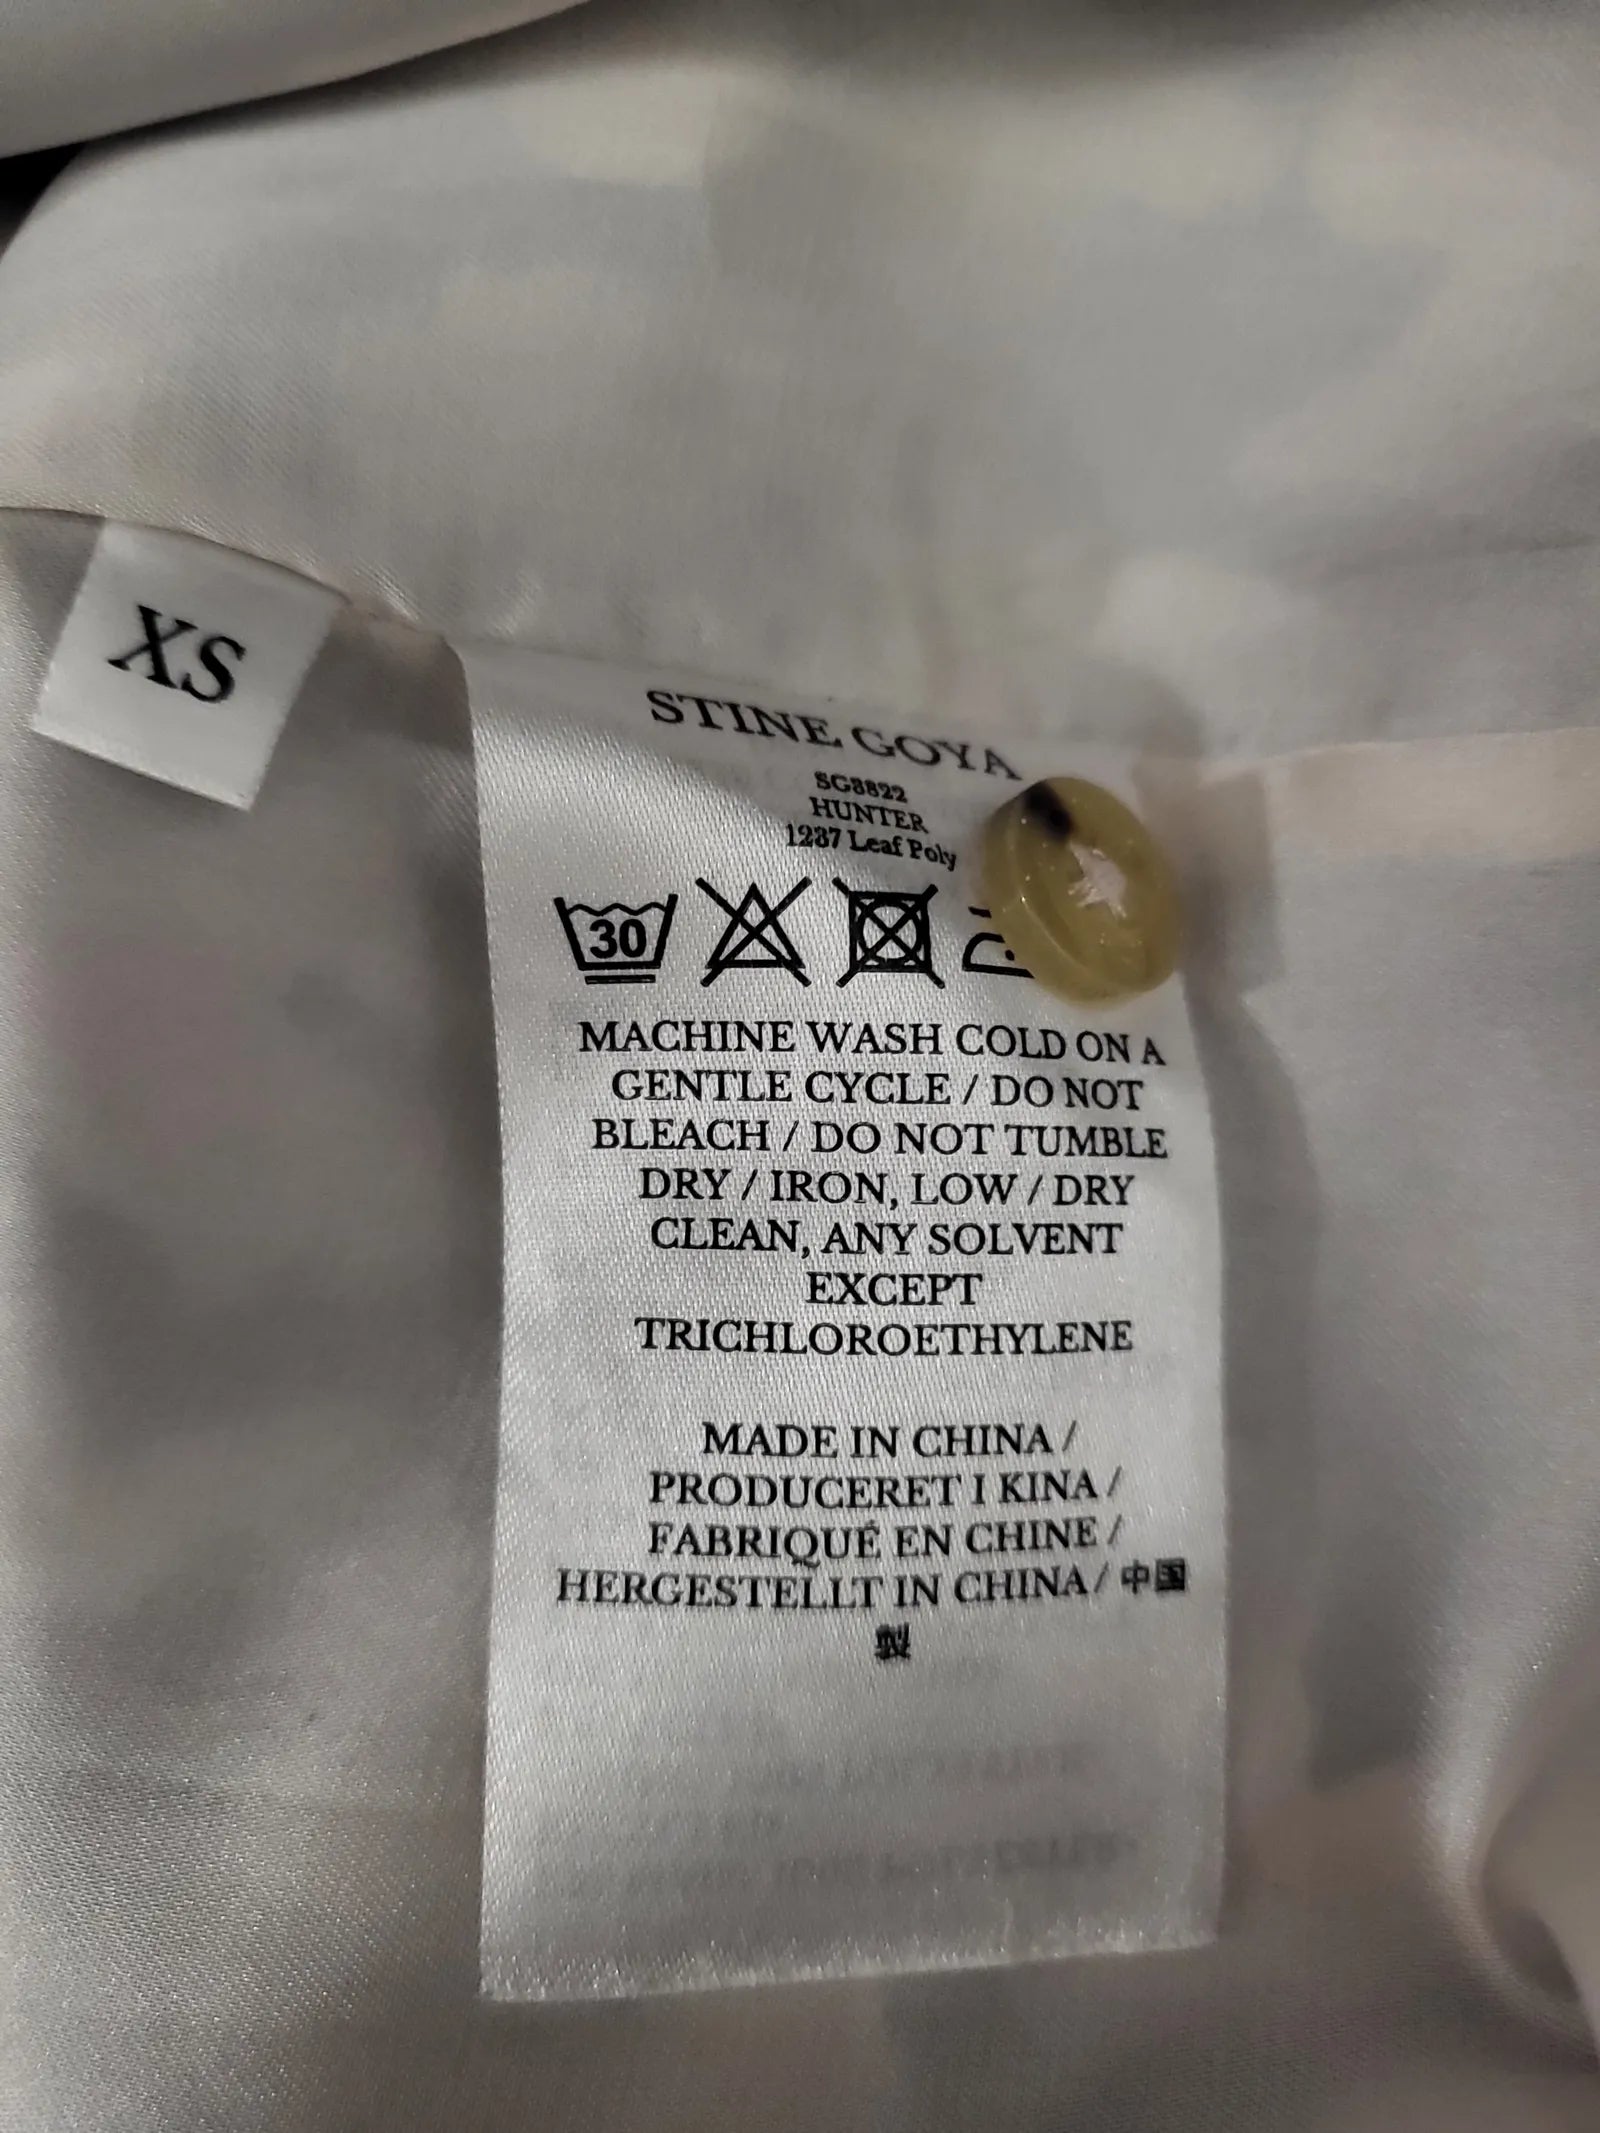 XS
STINE GOYA
SG3822
HUNTER
1237 Leaf Poly
30
MACHINE WASH COLD ON A
GENTLE CYCLE / DO NOT
BLEACH / DO NOT TUMBLE
DRY / IRON, LOW / DRY
CLEAN, ANY SOLVENT
EXCEPT
TRICHLOROETHYLENE
MADE IN CHINA /
PRODUCERET I KINA /
FABRIQUÉ EN CHINE /
HERGESTELLT IN CHINA / 中国
製